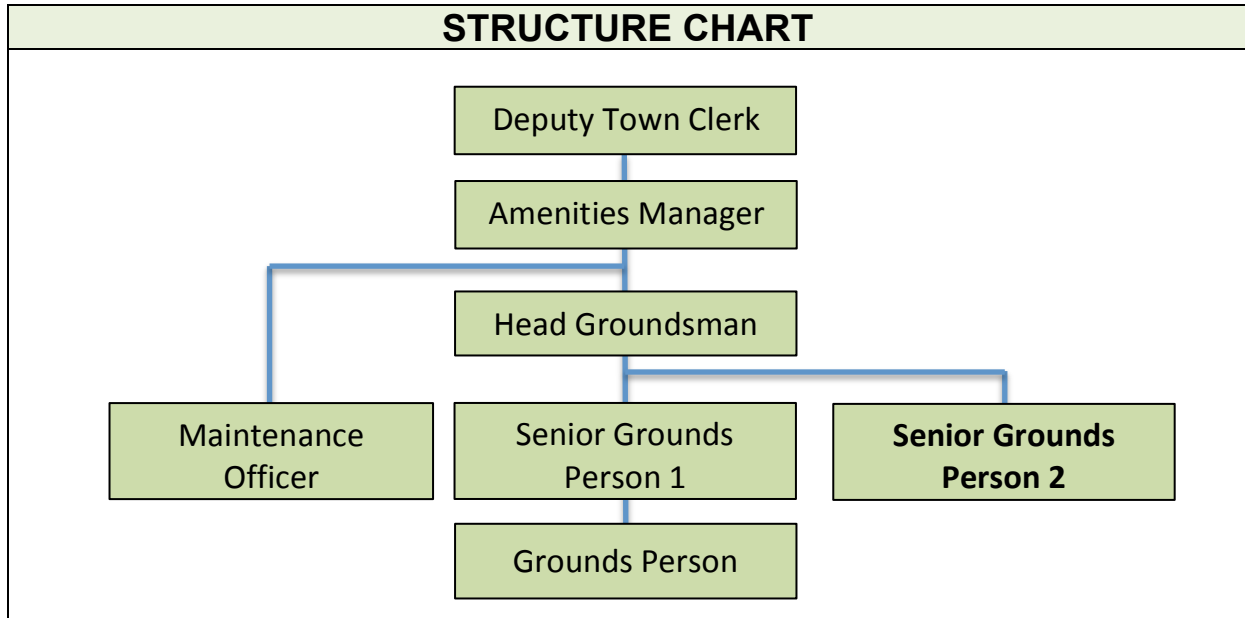 STRUCTURE CHART
Deputy Town Clerk
Amenities Manager
Head Groundsman
Maintenance
Officer
Senior Grounds
Person 1
Senior Grounds
Person 2
Grounds Person